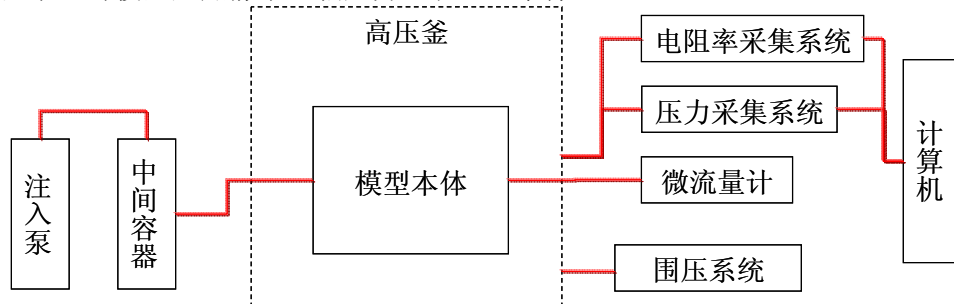 高压釜
电阻率采集系统
压力采集系统
计算机
注入泵
中间容器
模型本体
微流量计
围压系统